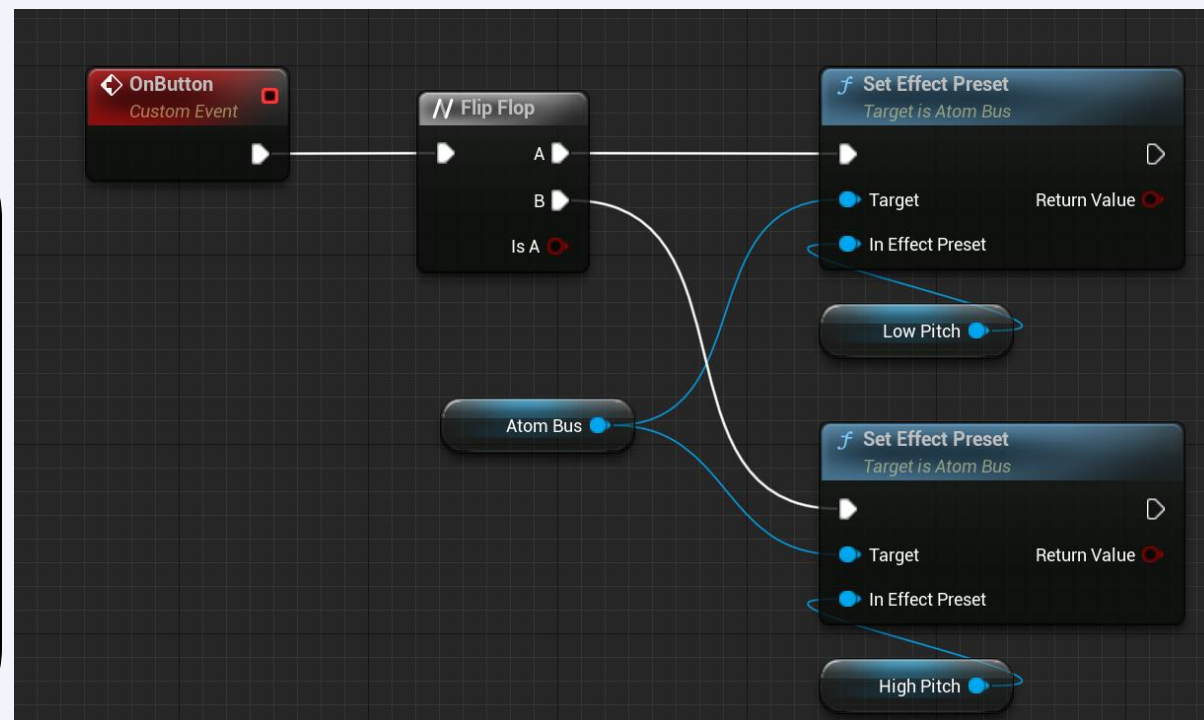 OnButton
Custom Event
Flip Flop
A
B
Is A
Set Effect Preset
Target is Atom Bus
Target
Return Value
In Effect Preset
Low Pitch
Atom Bus
Set Effect Preset
Target is Atom Bus
Target
Return Value
In Effect Preset
High Pitch